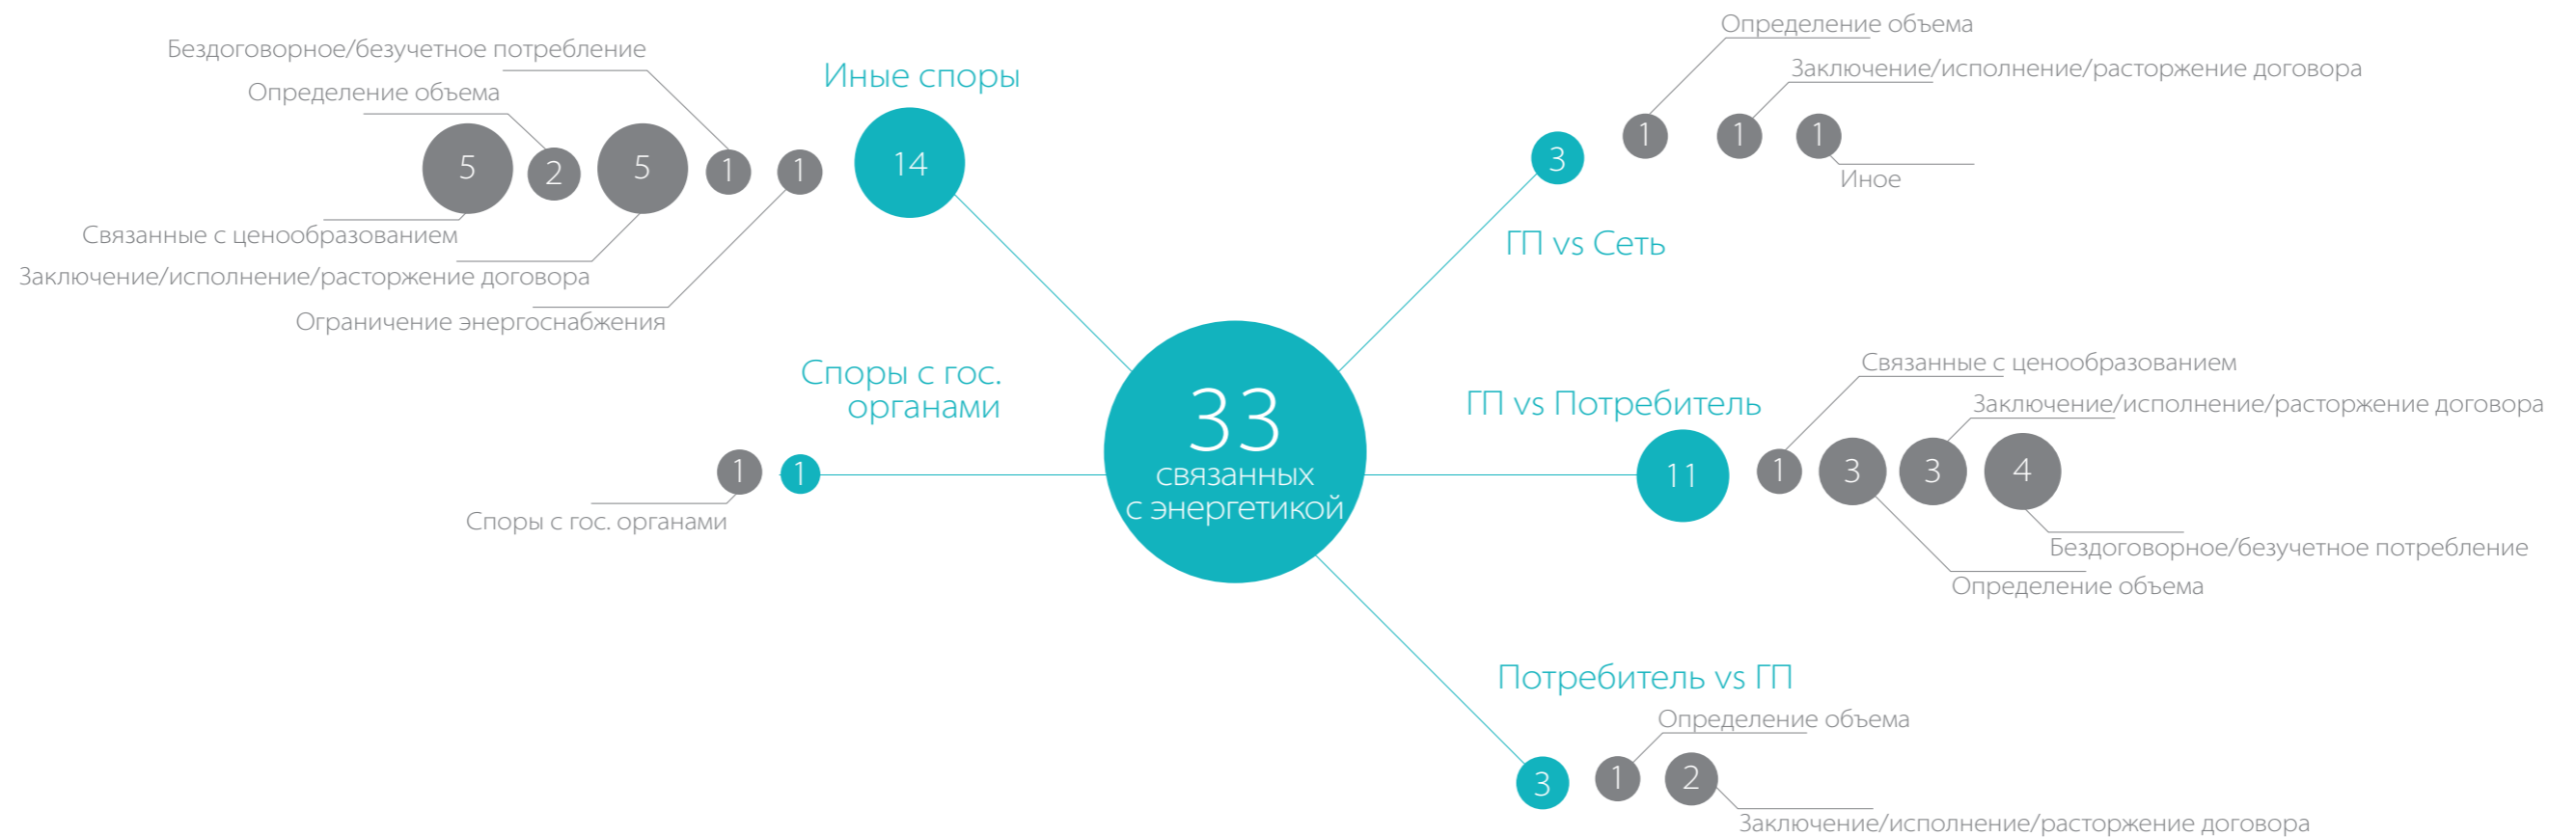 Бездоговорное/безучетное потребление
Определение объема
Иные споры
5
2
5
1
1
14
Связанные с ценообразованием
Заключение/исполнение/расторжение договора
Ограничение энергоснабжения
Споры с гос.
органами
1
1
Споры с гос. органами
33
связанных
с энергетикой
Определение объема
Заключение/исполнение/расторжение договора
3
1
1
1
Иное
ГП vs Сеть
Связанные с ценообразованием
ГП vs Потребитель
Заключение/исполнение/расторжение договора
11
1
3
3
4
Бездоговорное/безучетное потребление
Определение объема
Потребитель vs ГП
Определение объема
3
1
2
Заключение/исполнение/расторжение договора